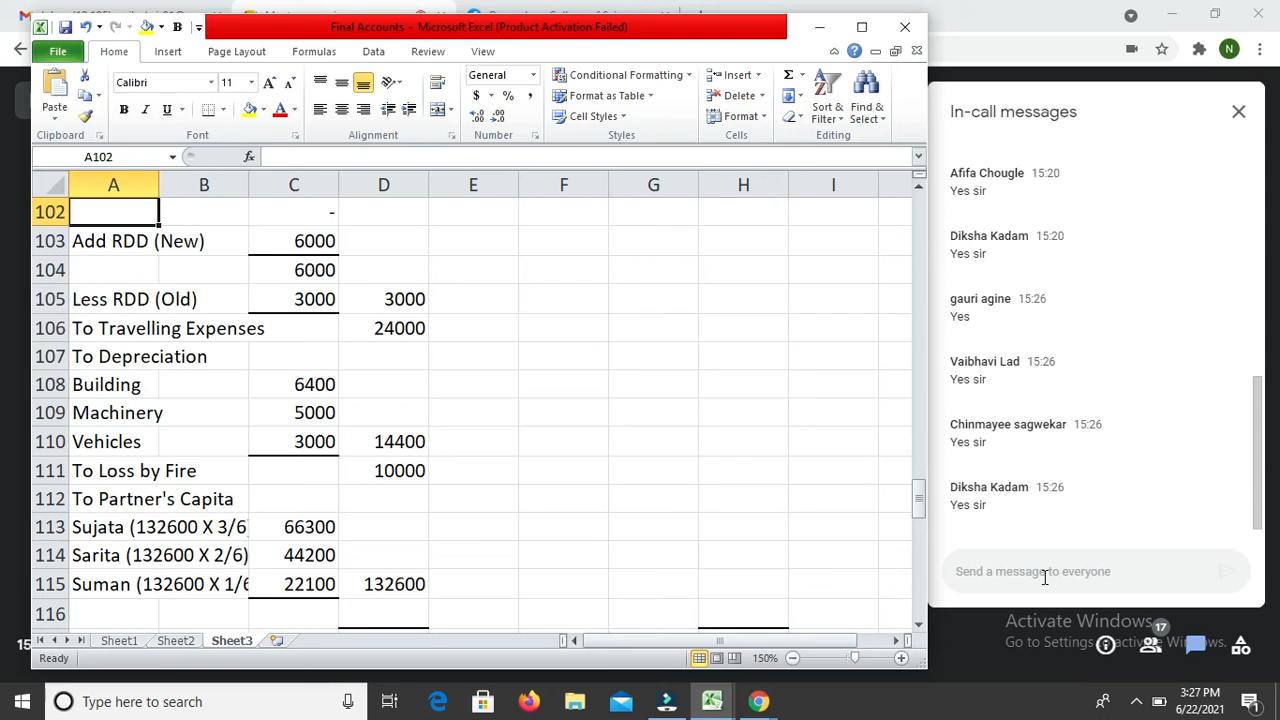 Final Accounts - Microsoft Excel (Product Activation Failed)
File Home Insert Page Layout Formulas Data Review View
Paste
Calibri 11
B I U A
General
$ % ,
Conditional Formatting
Format as Table
Cell Styles
Insert
Delete
Format
Sort & Filter
Find & Select
Clipboard Font Alignment Number Styles Cells Editing
A102 fx
A B C D E F G H I
102 -
103 Add RDD (New) 6000
104 6000
105 Less RDD (Old) 3000 3000
106 To Travelling Expenses 24000
107 To Depreciation
108 Building 6400
109 Machinery 5000
110 Vehicles 3000 14400
111 To Loss by Fire 10000
112 To Partner's Capita
113 Sujata (132600 X 3/6) 66300
114 Sarita (132600 X 2/6) 44200
115 Suman (132600 X 1/6 22100 132600
116
Sheet1 Sheet2 Sheet3
Ready 150%
In-call messages
Afifa Chougle 15:20
Yes sir
Diksha Kadam 15:20
Yes sir
gauri agine 15:26
Yes
Vaibhavi Lad 15:26
Yes sir
Chinmayee sagwekar 15:26
Yes sir
Diksha Kadam 15:26
Yes sir
Send a message to everyone
Activate Windows
Go to Settings to activate Windows.
17
15
N
Type here to search
3:27 PM
6/22/2021
1